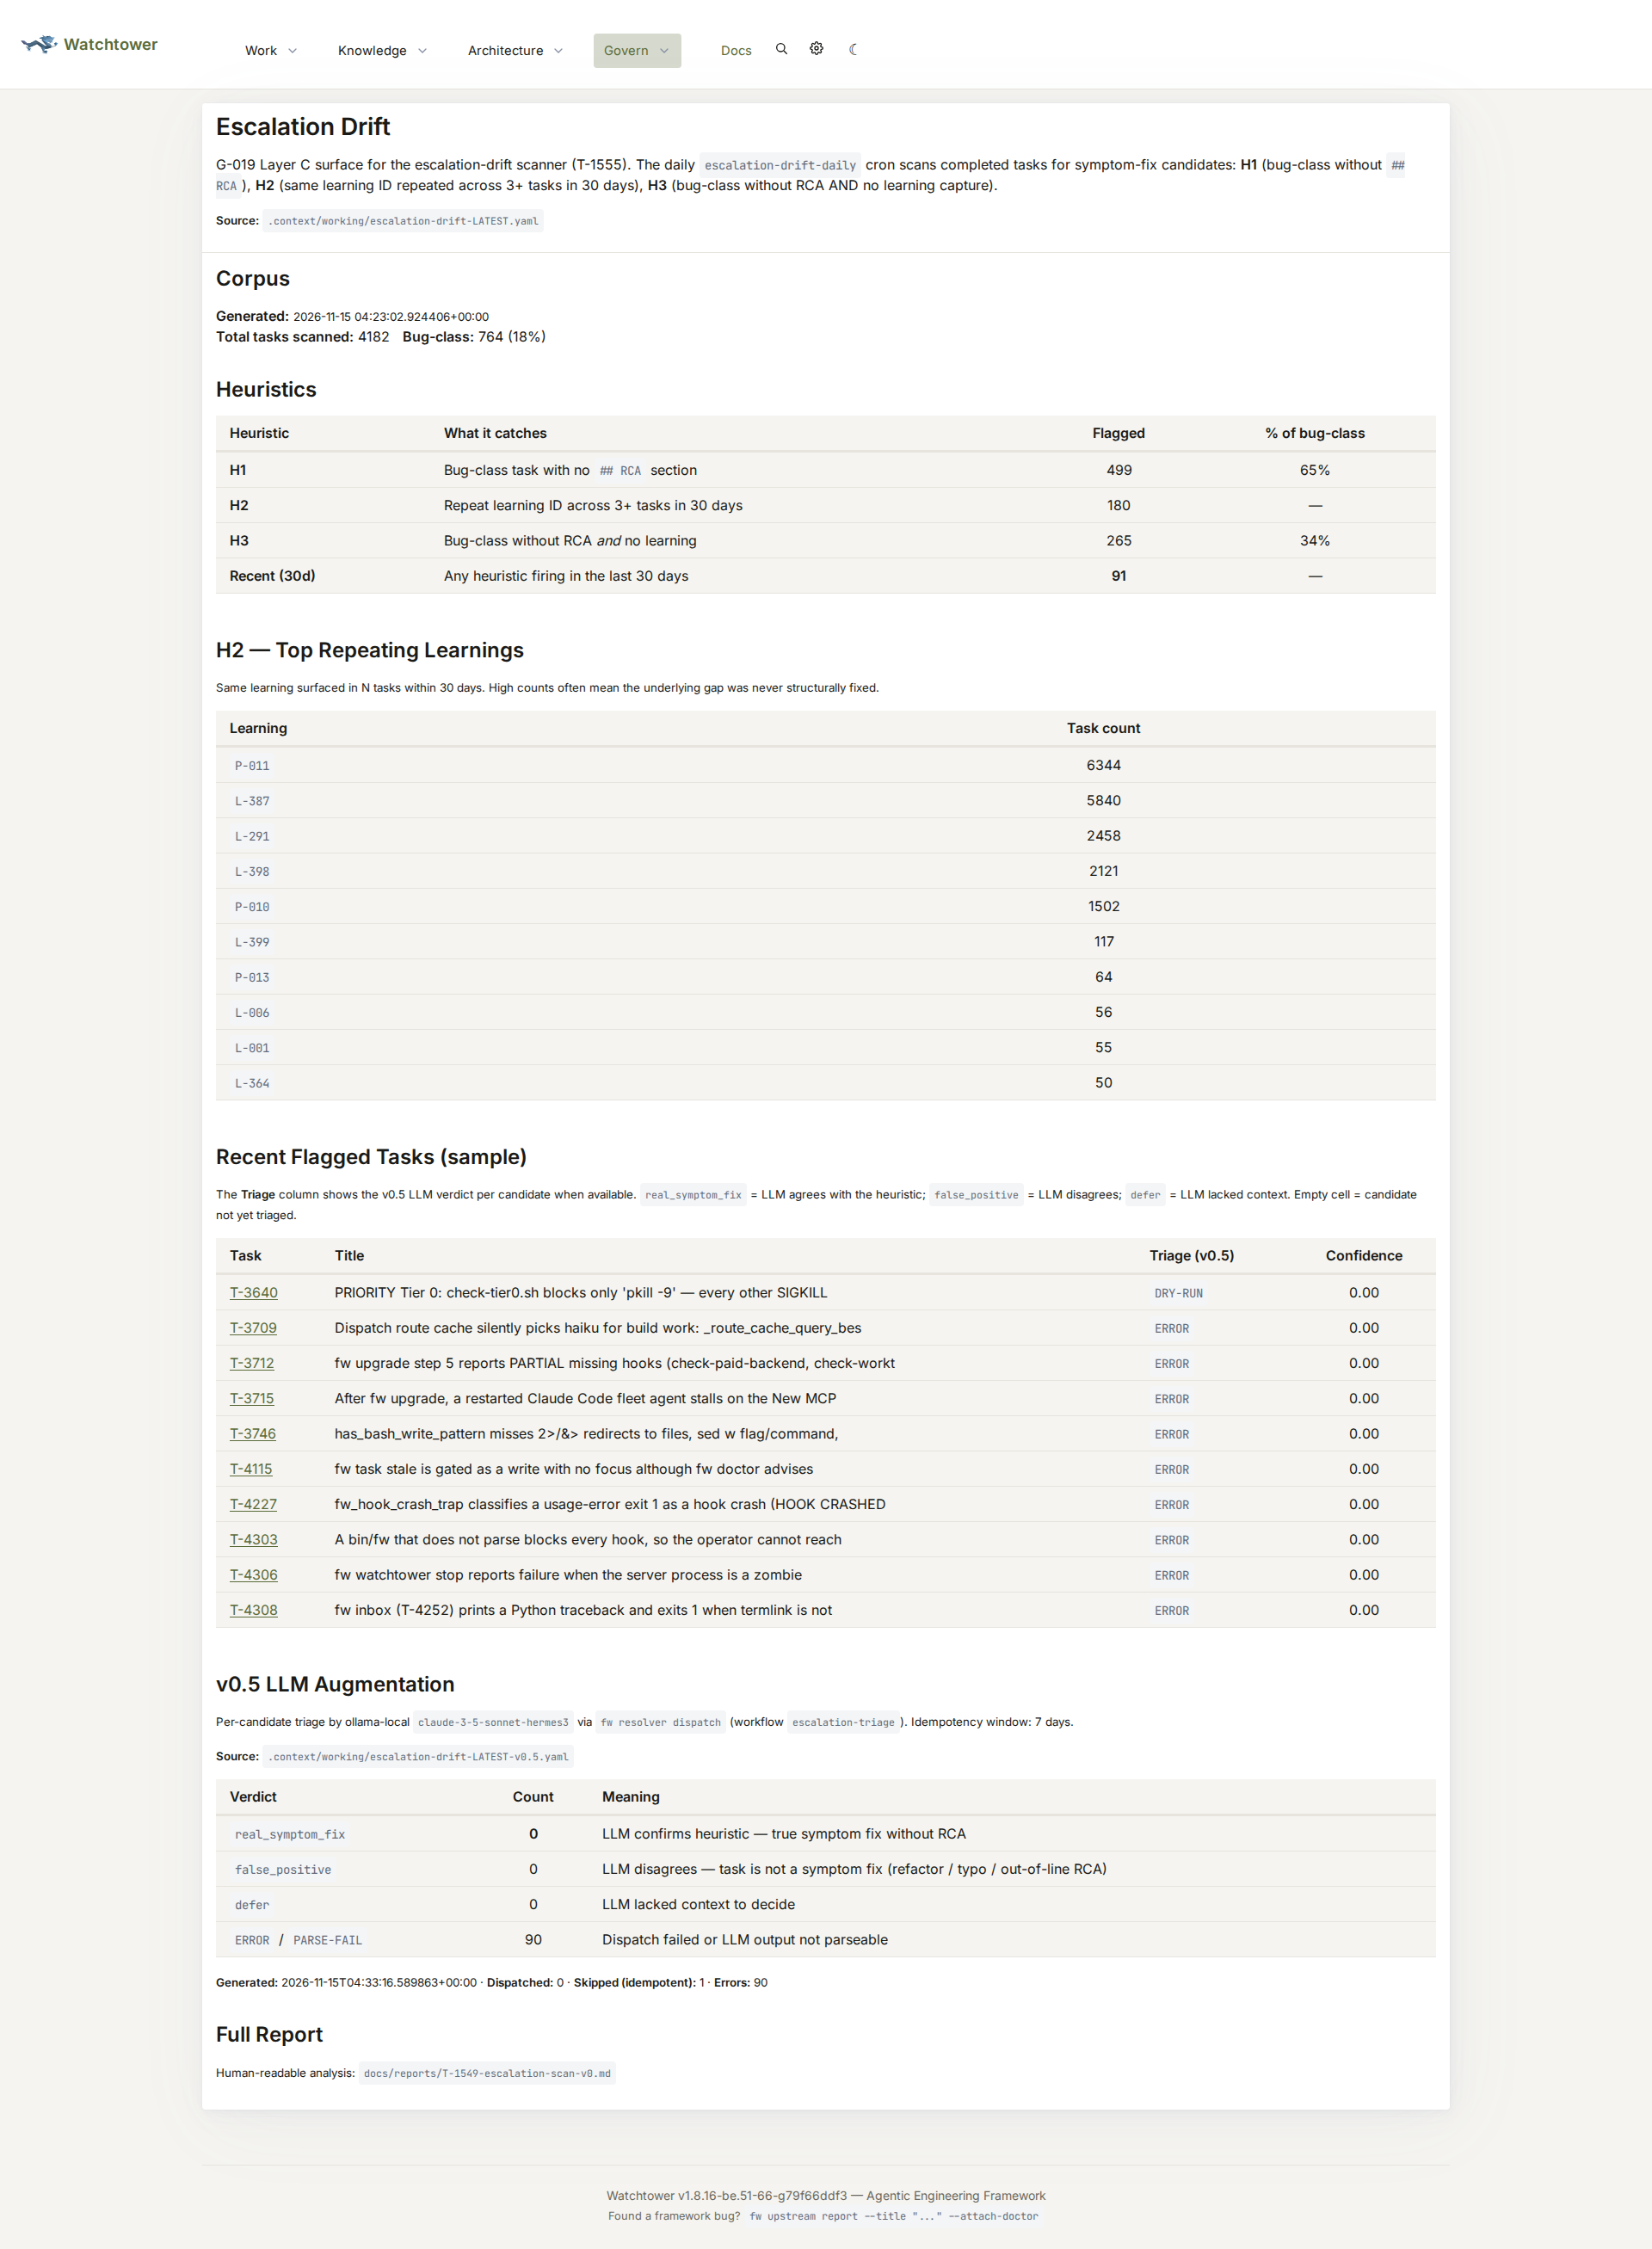 Watchtower
Work Knowledge Architecture Govern Docs
Escalation Drift
G-019 Layer C surface for the escalation-drift scanner (T-1555). The daily escalation-drift-daily cron scans completed tasks for symptom-fix candidates: H1 (bug-class without ##
RCA ), H2 (same learning ID repeated across 3+ tasks in 30 days), H3 (bug-class without RCA AND no learning capture).
Source: .context/working/escalation-drift-LATEST.yaml
Corpus
Generated: 2026-11-15 04:23:02.924406+00:00
Total tasks scanned: 4182 Bug-class: 764 (18%)
Heuristics
Heuristic What it catches Flagged % of bug-class
H1 Bug-class task with no ## RCA section 499 65%
H2 Repeat learning ID across 3+ tasks in 30 days 180 —
H3 Bug-class without RCA and no learning 265 34%
Recent (30d) Any heuristic firing in the last 30 days 91 —
H2 — Top Repeating Learnings
Same learning surfaced in N tasks within 30 days. High counts often mean the underlying gap was never structurally fixed.
Learning Task count
P-011 6344
L-387 5840
L-291 2458
L-398 2121
P-010 1502
L-399 117
P-013 64
L-006 56
L-001 55
L-364 50
Recent Flagged Tasks (sample)
The Triage column shows the v0.5 LLM verdict per candidate when available. real_symptom_fix = LLM agrees with the heuristic; false_positive = LLM disagrees; defer = LLM lacked context. Empty cell = candidate
not yet triaged.
Task Title Triage (v0.5) Confidence
T-3640 PRIORITY Tier 0: check-tier0.sh blocks only 'pkill -9' — every other SIGKILL DRY-RUN 0.00
T-3709 Dispatch route cache silently picks haiku for build work: _route_cache_query_bes ERROR 0.00
T-3712 fw upgrade step 5 reports PARTIAL missing hooks (check-paid-backend, check-workt ERROR 0.00
T-3715 After fw upgrade, a restarted Claude Code fleet agent stalls on the New MCP ERROR 0.00
T-3746 has_bash_write_pattern misses 2>/&> redirects to files, sed w flag/command, ERROR 0.00
T-4115 fw task stale is gated as a write with no focus although fw doctor advises ERROR 0.00
T-4227 fw_hook_crash_trap classifies a usage-error exit 1 as a hook crash (HOOK CRASHED ERROR 0.00
T-4303 A bin/fw that does not parse blocks every hook, so the operator cannot reach ERROR 0.00
T-4306 fw watchtower stop reports failure when the server process is a zombie ERROR 0.00
T-4308 fw inbox (T-4252) prints a Python traceback and exits 1 when termlink is not ERROR 0.00
v0.5 LLM Augmentation
Per-candidate triage by ollama-local claude-3-5-sonnet-hermes3 via fw resolver dispatch (workflow escalation-triage ). Idempotency window: 7 days.
Source: .context/working/escalation-drift-LATEST-v0.5.yaml
Verdict Count Meaning
real_symptom_fix 0 LLM confirms heuristic — true symptom fix without RCA
false_positive 0 LLM disagrees — task is not a symptom fix (refactor / typo / out-of-line RCA)
defer 0 LLM lacked context to decide
ERROR / PARSE-FAIL 90 Dispatch failed or LLM output not parseable
Generated: 2026-11-15T04:33:16.589863+00:00 · Dispatched: 0 · Skipped (idempotent): 1 · Errors: 90
Full Report
Human-readable analysis: docs/reports/T-1549-escalation-scan-v0.md
Watchtower v1.8.16-be.51-66-g79f66ddf3 — Agentic Engineering Framework
Found a framework bug? fw upstream report --title "..." --attach-doctor